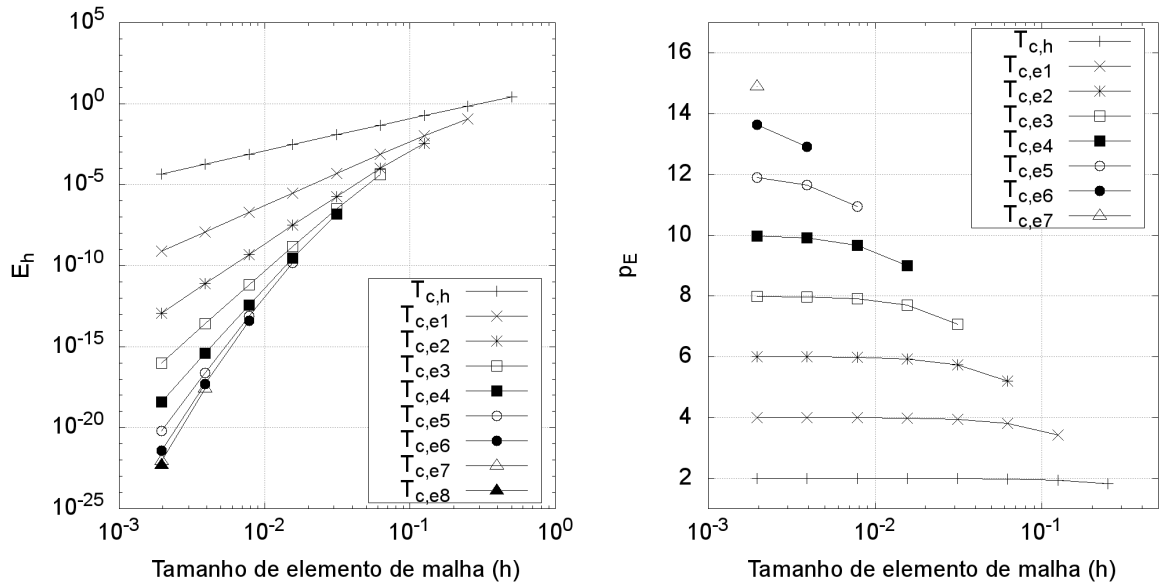 10^5
10^0
10^-5
10^-10
10^-15
10^-20
10^-25
E_h
T_c,h
T_c,e1
T_c,e2
T_c,e3
T_c,e4
T_c,e5
T_c,e6
T_c,e7
T_c,e8
10^-3
10^-2
10^-1
10^0
Tamanho de elemento de malha (h)
16
14
12
10
8
6
4
2
p_E
T_c,h
T_c,e1
T_c,e2
T_c,e3
T_c,e4
T_c,e5
T_c,e6
T_c,e7
10^-3
10^-2
10^-1
Tamanho de elemento de malha (h)